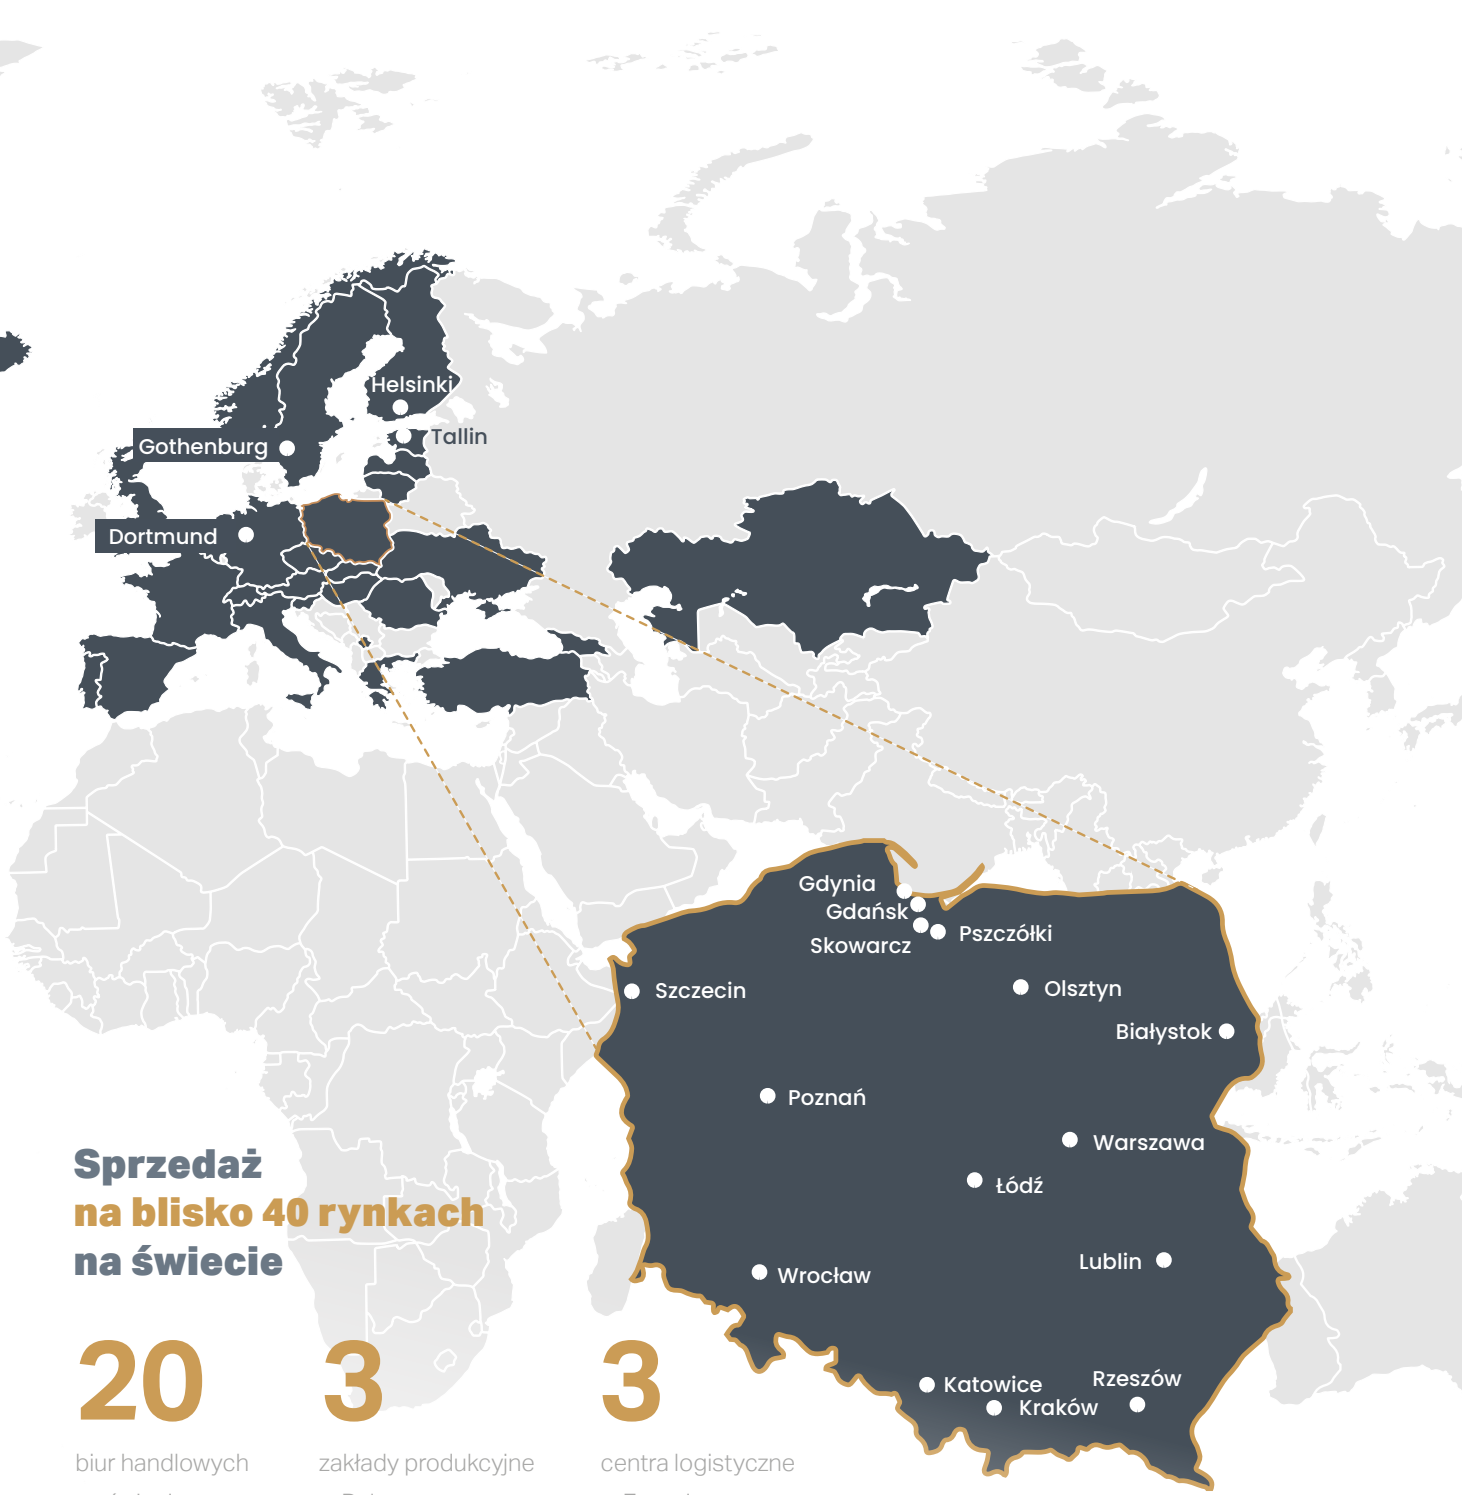 Helsinki
Tallin
Gothenburg
Dortmund
Gdynia
Gdańsk
Skowarcz
Pszczółki
Szczecin
Olsztyn
Białystok
Poznań
Warszawa
Łódź
Sprzedaż
na blisko 40 rynkach
na świecie
Lublin
Wrocław
Katowice
Rzeszów
Kraków
20
3
3
biur handlowych
zakłady produkcyjne
centra logistyczne